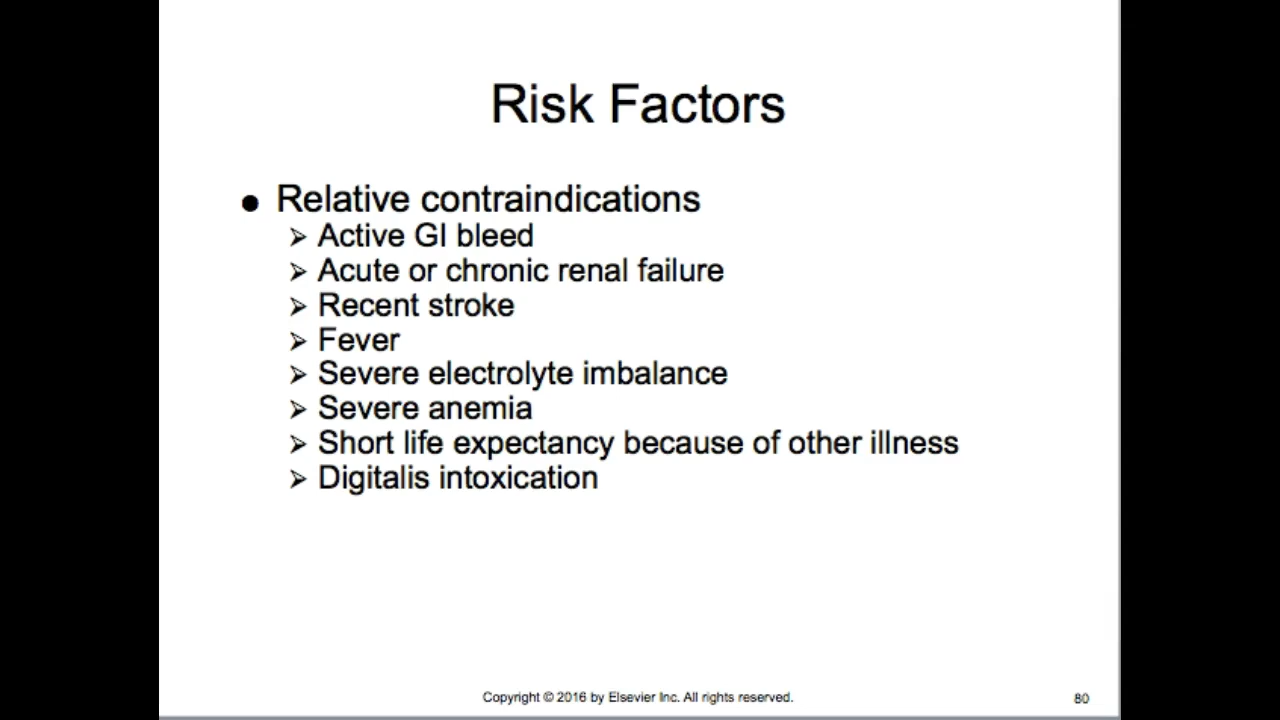 Risk Factors
● Relative contraindications
➢ Active GI bleed
➢ Acute or chronic renal failure
➢ Recent stroke
➢ Fever
➢ Severe electrolyte imbalance
➢ Severe anemia
➢ Short life expectancy because of other illness
➢ Digitalis intoxication
Copyright © 2016 by Elsevier Inc. All rights reserved.
80